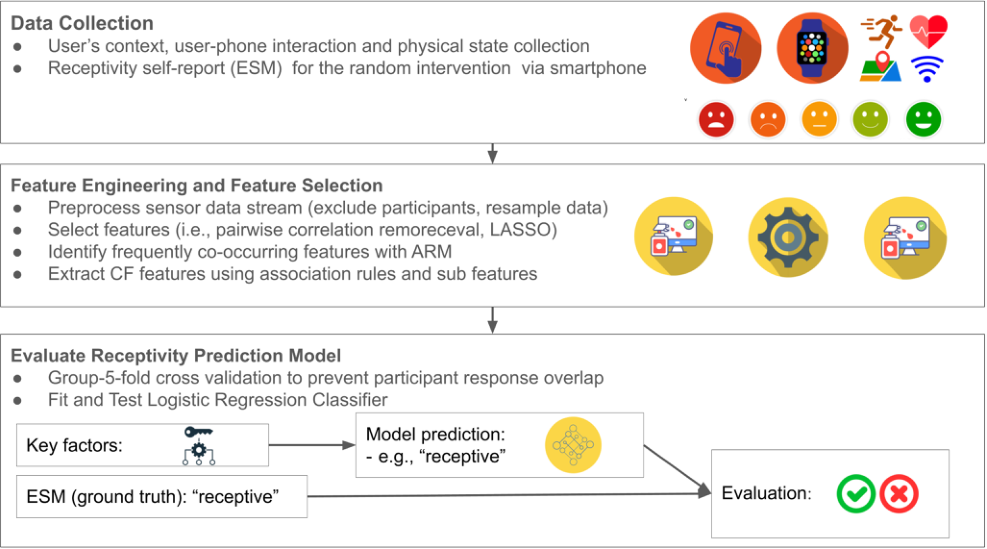 Data Collection
● User's context, user-phone interaction and physical state collection
● Receptivity self-report (ESM) for the random intervention via smartphone
Feature Engineering and Feature Selection
● Preprocess sensor data stream (exclude participants, resample data)
● Select features (i.e., pairwise correlation remoreceval, LASSO)
● Identify frequently co-occurring features with ARM
● Extract CF features using association rules and sub features
Evaluate Receptivity Prediction Model
● Group-5-fold cross validation to prevent participant response overlap
● Fit and Test Logistic Regression Classifier
Key factors:
Model prediction:
- e.g., “receptive”
ESM (ground truth): “receptive”
Evaluation: